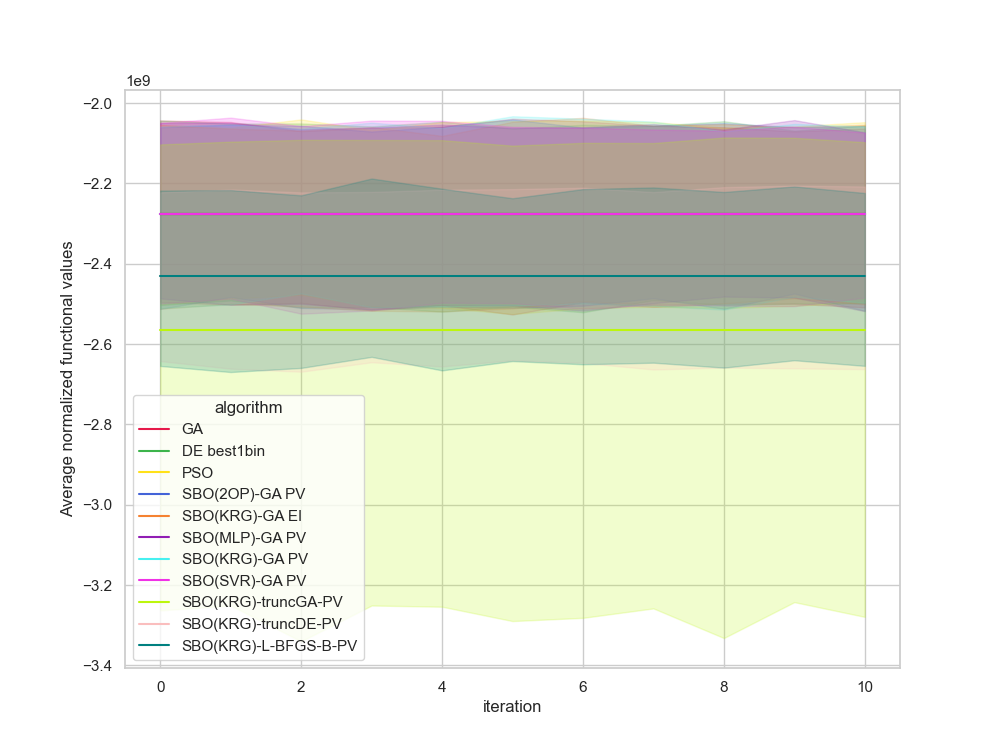 1e9
−2.0
−2.2
−2.4
−2.6
−2.8
−3.0
−3.2
−3.4
Average normalized functional values
algorithm
GA
DE best1bin
PSO
SBO(2OP)-GA PV
SBO(KRG)-GA EI
SBO(MLP)-GA PV
SBO(KRG)-GA PV
SBO(SVR)-GA PV
SBO(KRG)-truncGA-PV
SBO(KRG)-truncDE-PV
SBO(KRG)-L-BFGS-B-PV
0 2 4 6 8 10
iteration